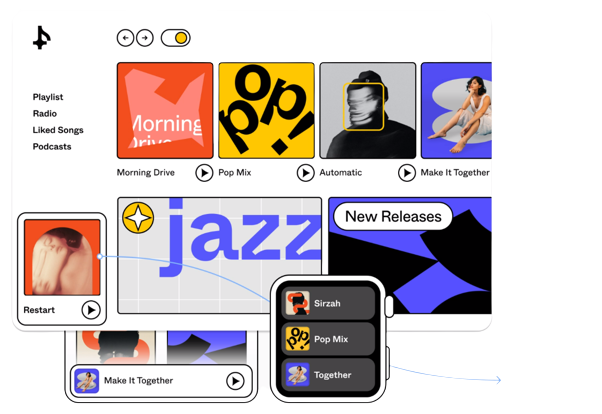 Playlist
Radio
Liked Songs
Podcasts
Morning
Drive
pop!
Morning Drive
Pop Mix
Automatic
Make It Together
jazz
New Releases
Restart
Sirzah
pop!
Pop Mix
Together
Make It Together